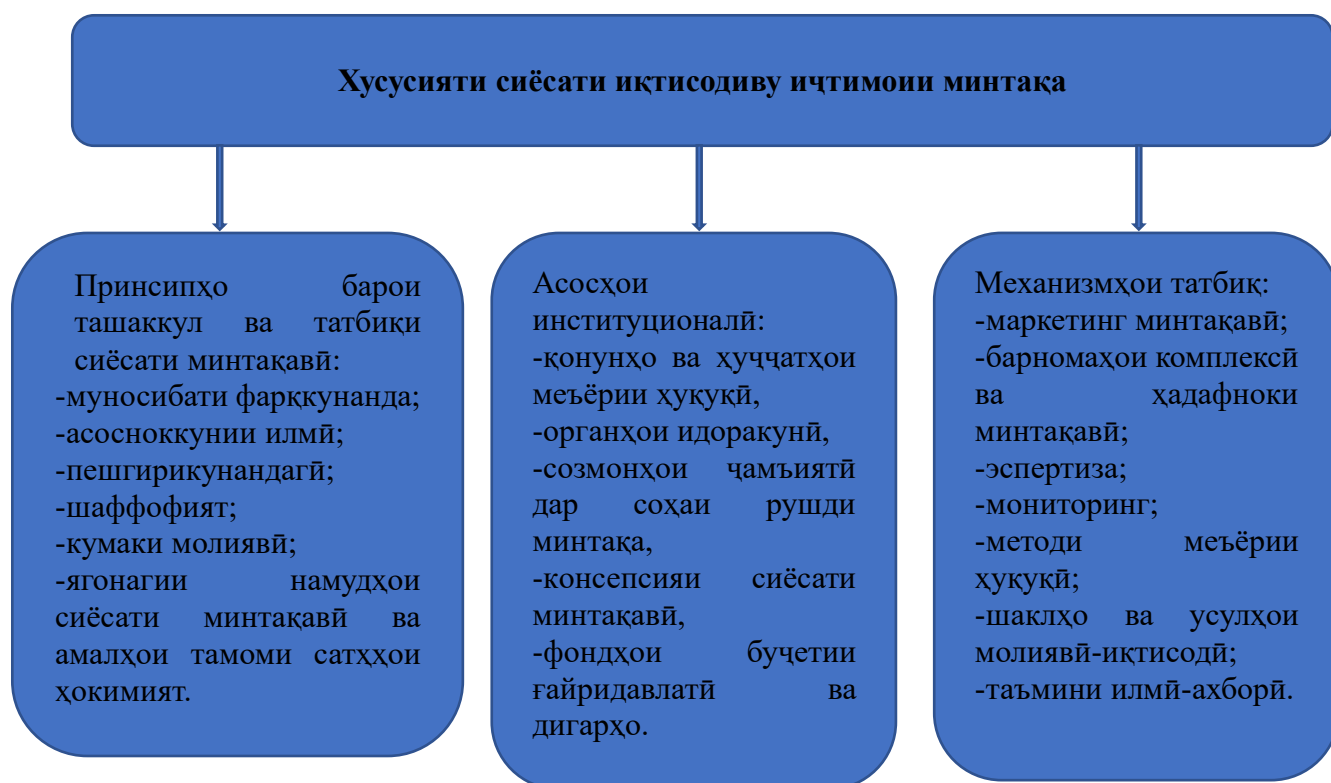 Хусусияти сиёсати иқтисодиву иҷтимоии минтақа
Принсипҳо барои
ташаккул ва татбиқи
сиёсати минтақавӣ:
-муносибати фарқкунанда;
-асосноккунии илмӣ;
-пешгирикунандагӣ;
-шаффофият;
-кумаки молиявӣ;
-ягонагии намудҳои
сиёсати минтақавӣ ва
амалҳои тамоми сатҳҳои
ҳокимият.
Асосҳои
институционалӣ:
-қонунҳо ва ҳуҷҷатҳои
меъёрии ҳуқуқӣ,
-органҳои идоракунӣ,
-созмонҳои ҷамъиятӣ
дар соҳаи рушди
минтақа,
-консепсияи сиёсати
минтақавӣ,
-фондҳои буҷетии
ғайридавлатӣ ва
дигарҳо.
Механизмҳои татбиқ:
-маркетинг минтақавӣ;
-барномаҳои комплексӣ
ва ҳадафноки
минтақавӣ;
-эспертиза;
-мониторинг;
-методи меъёрии
ҳуқуқӣ;
-шаклҳо ва усулҳои
молиявӣ-иқтисодӣ;
-таъмини илмӣ-ахборӣ.